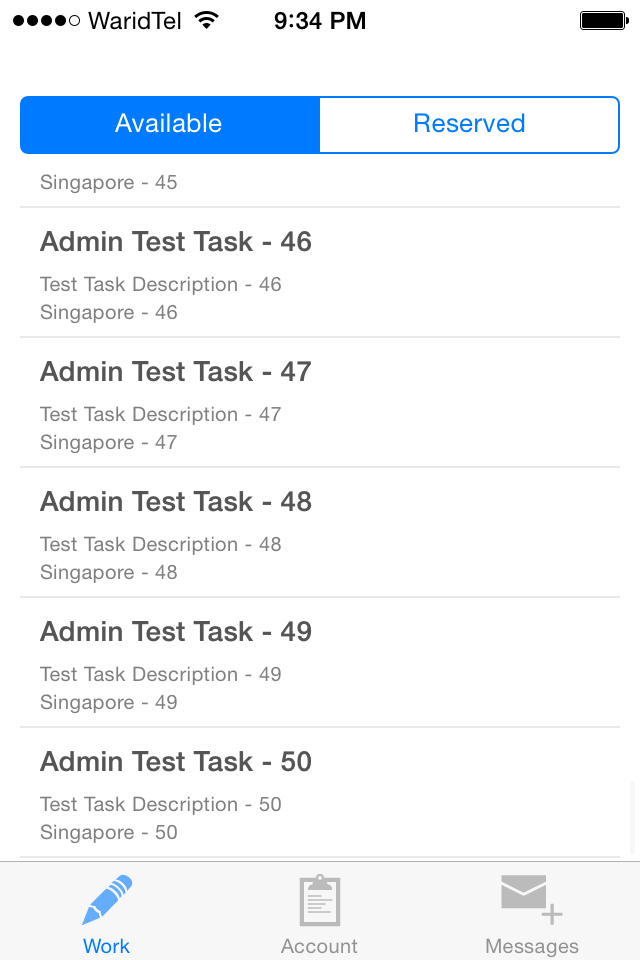 WaridTel 9:34 PM
Available Reserved
Singapore - 45
Admin Test Task - 46
Test Task Description - 46
Singapore - 46
Admin Test Task - 47
Test Task Description - 47
Singapore - 47
Admin Test Task - 48
Test Task Description - 48
Singapore - 48
Admin Test Task - 49
Test Task Description - 49
Singapore - 49
Admin Test Task - 50
Test Task Description - 50
Singapore - 50
Work Account Messages